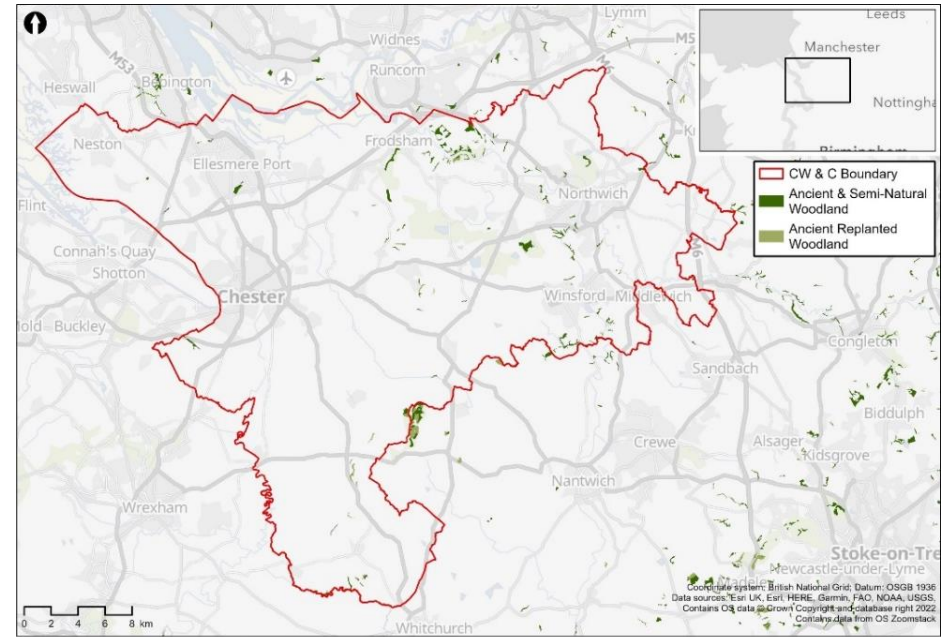 Leeds
Manchester
Nottingha
Birmingham
Lymm
Widnes
M5
M53
M6
Bebington
Runcorn
Heswall
Neston
Frodsham
Ellesmere Port
Northwich
Flint
Connah's Quay
Shotton
Chester
M6
Winsford
Middlewich
Mold
Buckley
Congleton
Sandbach
Biddulph
Crewe
Alsager
Kidsgrove
Nantwich
Wrexham
Stoke-on-Tre
Newcastle-under-Lyme
Madeley
Whitchurch
CW & C Boundary
Ancient & Semi-Natural
Woodland
Ancient Replanted
Woodland
0 2 4 6 8 km
Coordinate system: British National Grid; Datum: OSGB 1936
Data sources: Esri UK, Esri, HERE, Garmin, FAO, NOAA, USGS,
Contains OS data © Crown Copyright and database right 2022
Contains data from OS Zoomstack